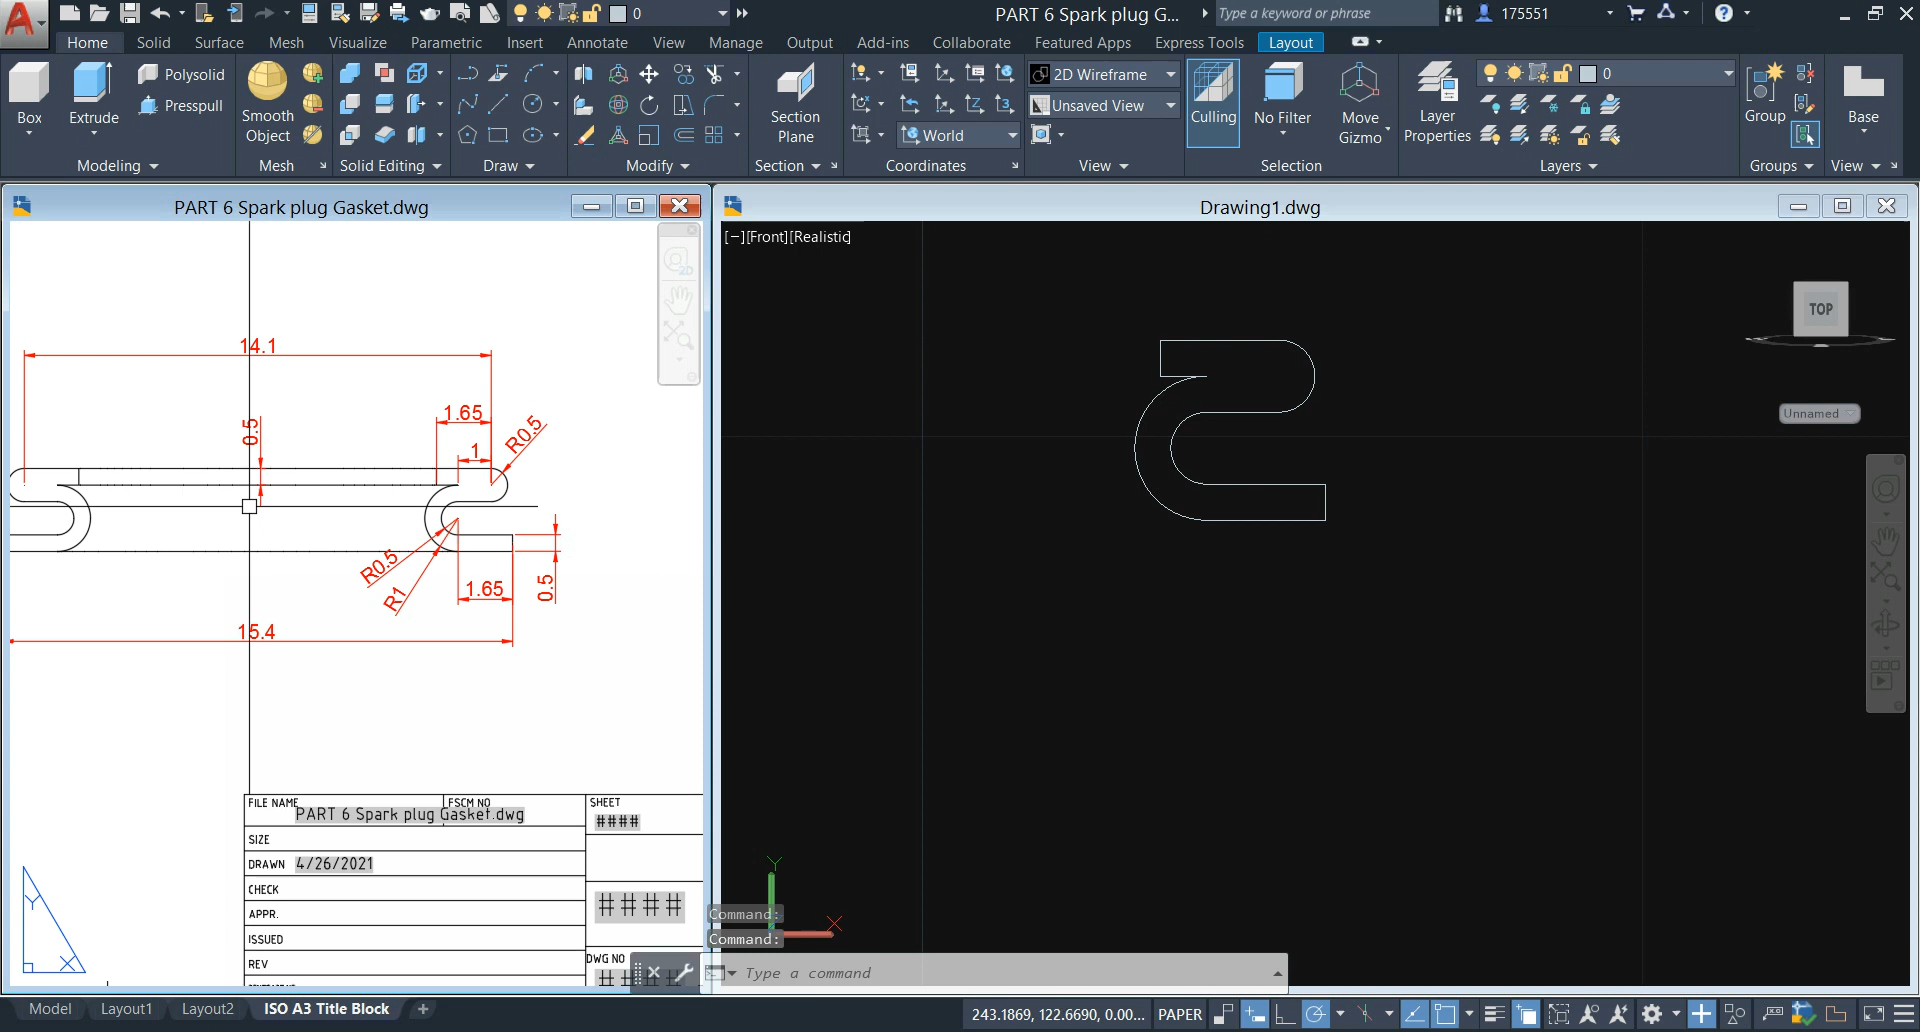 PART 6 Spark plug G...
Type a keyword or phrase
175551
0
Home
Solid
Surface
Mesh
Visualize
Parametric
Insert
Annotate
View
Manage
Output
Add-ins
Collaborate
Featured Apps
Express Tools
Layout
Box
Extrude
Polysolid
Presspull
Smooth
Object
Section
Plane
World
2D Wireframe
Unsaved View
Culling
No Filter
Move
Gizmo
Layer
Properties
0
Group
Base
Modeling
Mesh
Solid Editing
Draw
Modify
Section
Coordinates
View
Selection
Layers
Groups
View
PART 6 Spark plug Gasket.dwg
Drawing1.dwg
[−][Front][Realistic]
2D
TOP
Unnamed
14.1
1.65
0.5
R0.5
1
R0.5
R1
1.65
0.5
15.4
FILE NAME
PART 6 Spark plug Gasket.dwg
FSCM NO
SHEET
####
SIZE
DRAWN
4/26/2021
CHECK
APPR.
####
ISSUED
REV
DWG NO
Y
X
Y
X
Command:
Command:
Type a command
Model
Layout1
Layout2
ISO A3 Title Block
243.1869, 122.6690, 0.00...
PAPER